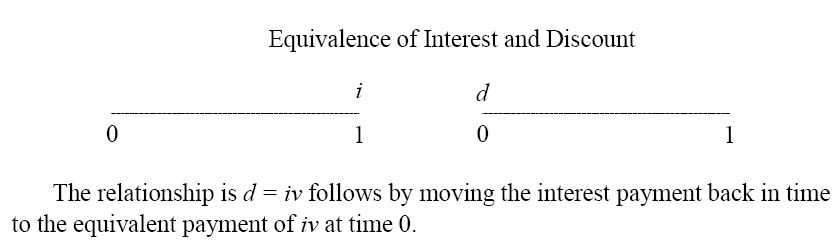 Equivalence of Interest and Discount
i d
0 1 0 1
The relationship is d = iv follows by moving the interest payment back in time
to the equivalent payment of iv at time 0.